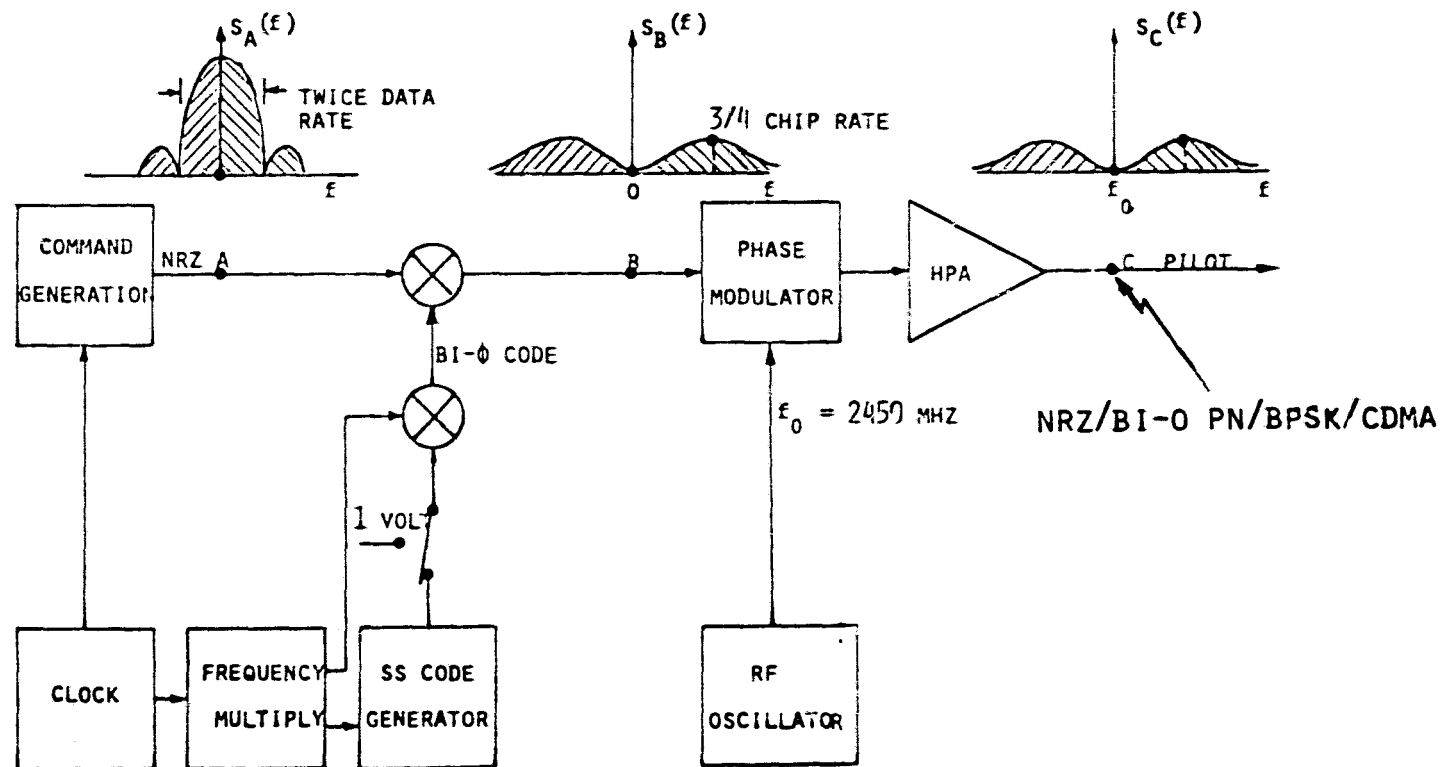 S_A(f)
S_B(f)
S_C(f)
TWICE DATA
RATE
3/4 CHIP RATE
f
0
f
f_0
f
COMMAND
GENERATION
NRZ A
B
PHASE
MODULATOR
HPA
C PILOT
BI-ϕ CODE
f_0 = 2450 MHZ
NRZ/BI-0 PN/BPSK/CDMA
1 VOLT
CLOCK
FREQUENCY
MULTIPLY
SS CODE
GENERATOR
RF
OSCILLATOR